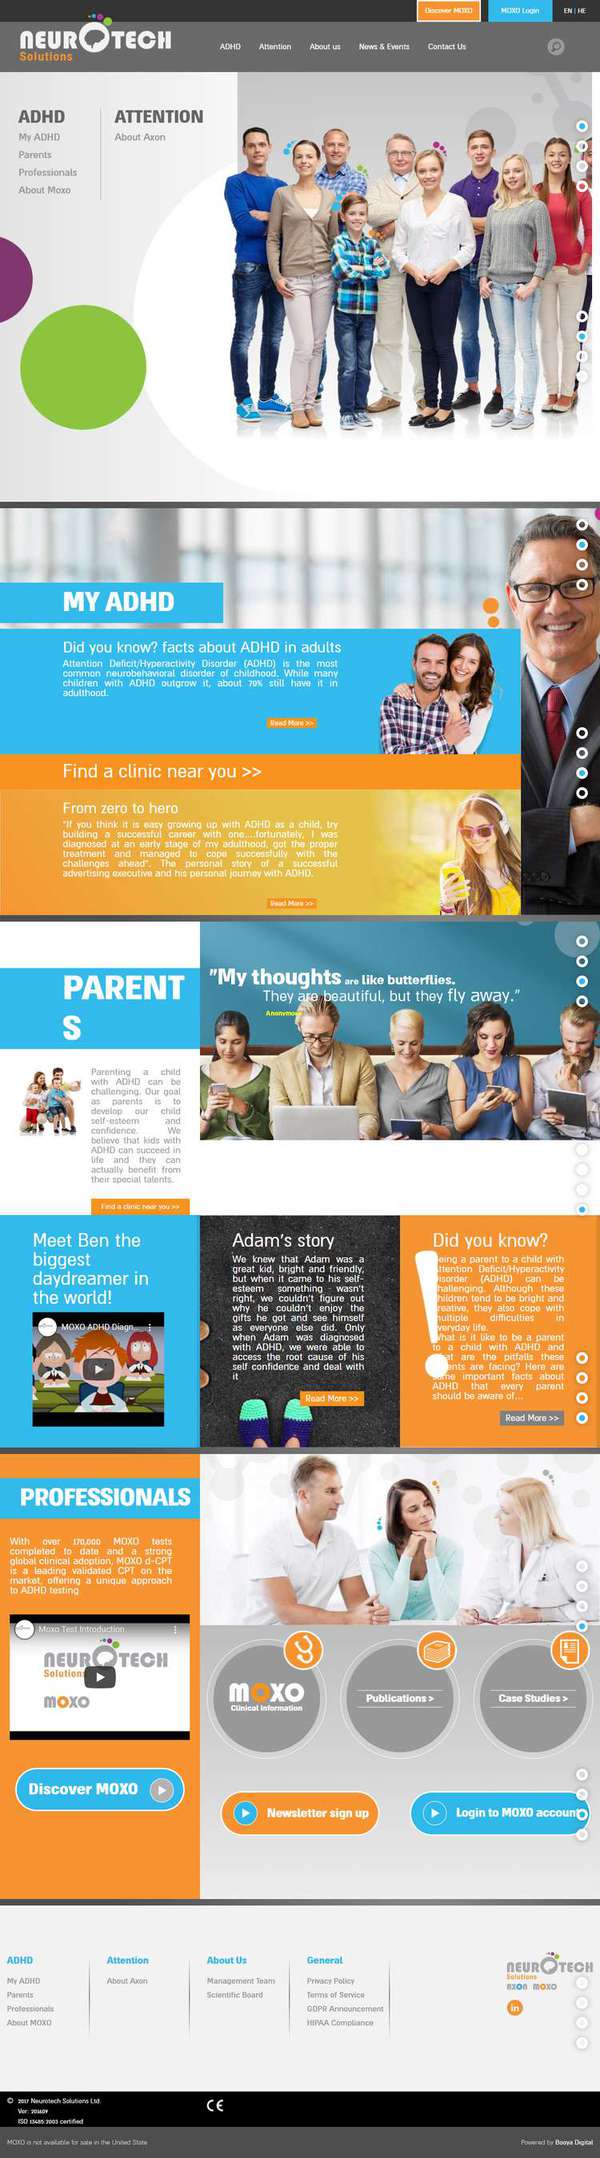 Discover MOXO
MOXO Login
EN | HE
NEUROTECH
Solutions
ADHD
Attention
About us
News & Events
Contact Us
ADHD
My ADHD
Parents
Professionals
About Moxo
ATTENTION
About Axon
MY ADHD
Did you know? facts about ADHD in adults
Attention Deficit/Hyperactivity Disorder (ADHD) is the most
common neurobehavioral disorder of childhood. While many
children with ADHD outgrow it, about 70% still have it in
adulthood.
Read More >>
Find a clinic near you >>
From zero to hero
"If you think it is easy growing up with ADHD as a child, try
building a successful career with one....fortunately, I was
diagnosed at an early stage of my adulthood, got the proper
treatment and managed to cope successfully with the
challenges ahead". The personal story of a successful
advertising executive and his personal journey with ADHD.
Read More >>
PARENT
S
"My thoughts are like butterflies.
They are beautiful, but they fly away."
Anonymous
Parenting a child
with ADHD can be
challenging. Our goal
as parents is to
develop our child
self-esteem and
confidence. We
believe that kids with
ADHD can succeed in
life and they can
actually benefit from
their special talents.
Find a clinic near you >>
Meet Ben the
biggest
daydreamer in
the world!
MOXO ADHD Diagn...
Adam's story
We knew that Adam was a
great kid, bright and friendly,
but when it came to his self-
esteem something wasn't
right, we couldn't figure out
why he couldn't enjoy the
gifts he got and see himself
as everyone else did. Only
when Adam was diagnosed
with ADHD, we were able to
access the root cause of his
self confidence and deal with
it
Read More >>
Did you know?
Being a parent to a child with
Attention Deficit/Hyperactivity
Disorder (ADHD) can be
challenging. Although these
children tend to be bright and
creative, they also cope with
multiple difficulties in
everyday life.
What is it like to be a parent
to a child with ADHD and
what are the pitfalls these
parents are facing? Here are
some important facts about
ADHD that every parent
should be aware of...
Read More >>
PROFESSIONALS
With over 170,000 MOXO tests
completed to date and a strong
global clinical adoption, MOXO d-CPT
is a leading validated CPT on the
market, offering a unique approach
to ADHD testing
Moxo Test Introduction
NEUROTECH
Solutions
MOXO
Discover MOXO
MOXO
Clinical Information
Publications >
Case Studies >
Newsletter sign up
Login to MOXO account
ADHD
My ADHD
Parents
Professionals
About MOXO
Attention
About Axon
About Us
Management Team
Scientific Board
General
Privacy Policy
Terms of Service
GDPR Announcement
HIPAA Compliance
NEUROTECH
Solutions
AXON MOXO
in
© 2017 Neurotech Solutions Ltd.
Ver: 201609
ISO 13485:2003 certified
CE
MOXO is not available for sale in the United State
Powered by Booya Digital